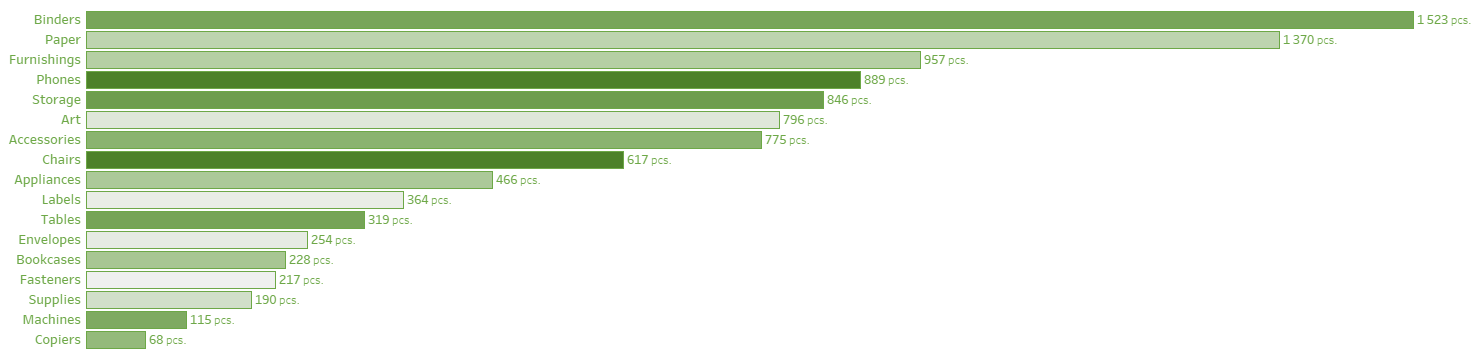 Binders 1 523 pcs.
Paper 1 370 pcs.
Furnishings 957 pcs.
Phones 889 pcs.
Storage 846 pcs.
Art 796 pcs.
Accessories 775 pcs.
Chairs 617 pcs.
Appliances 466 pcs.
Labels 364 pcs.
Tables 319 pcs.
Envelopes 254 pcs.
Bookcases 228 pcs.
Fasteners 217 pcs.
Supplies 190 pcs.
Machines 115 pcs.
Copiers 68 pcs.